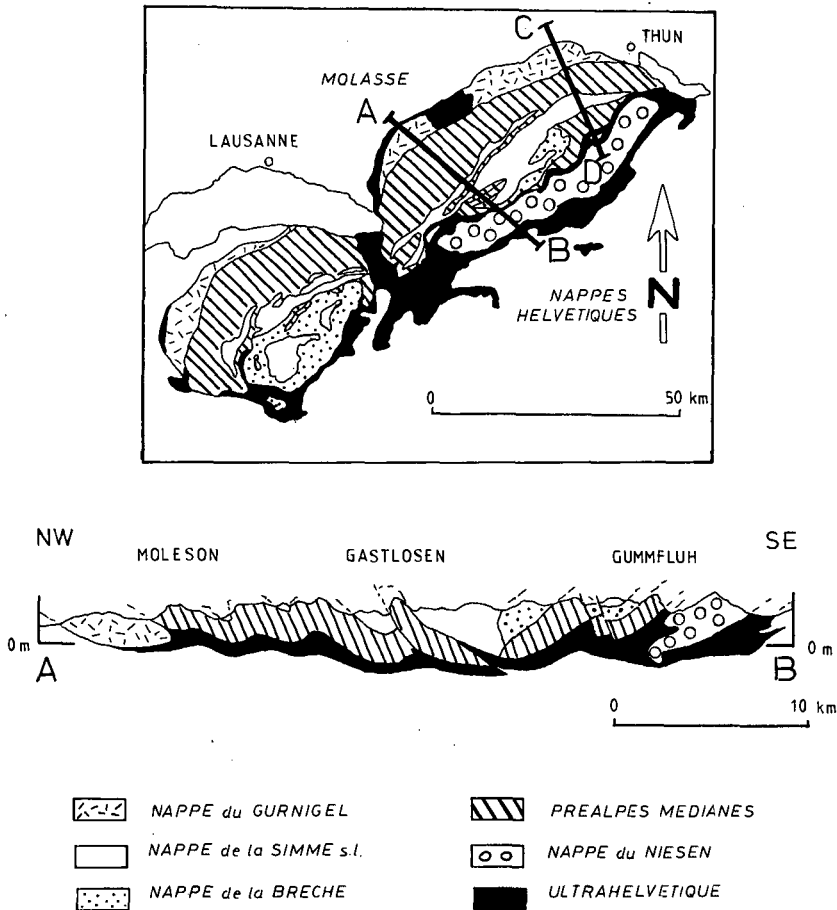 C
THUN
MOLASSE
A
LAUSANNE
D
B
N
NAPPES
HELVETIQUES
0 50 km
NW SE
MOLESON GASTLOSEN GUMMFLUH
0 m 0 m
A B
0 10 km
NAPPE du GURNIGEL
PREALPES MEDIANES
NAPPE de la SIMME s.l.
NAPPE du NIESEN
NAPPE de la BRECHE
ULTRAHELVETIQUE